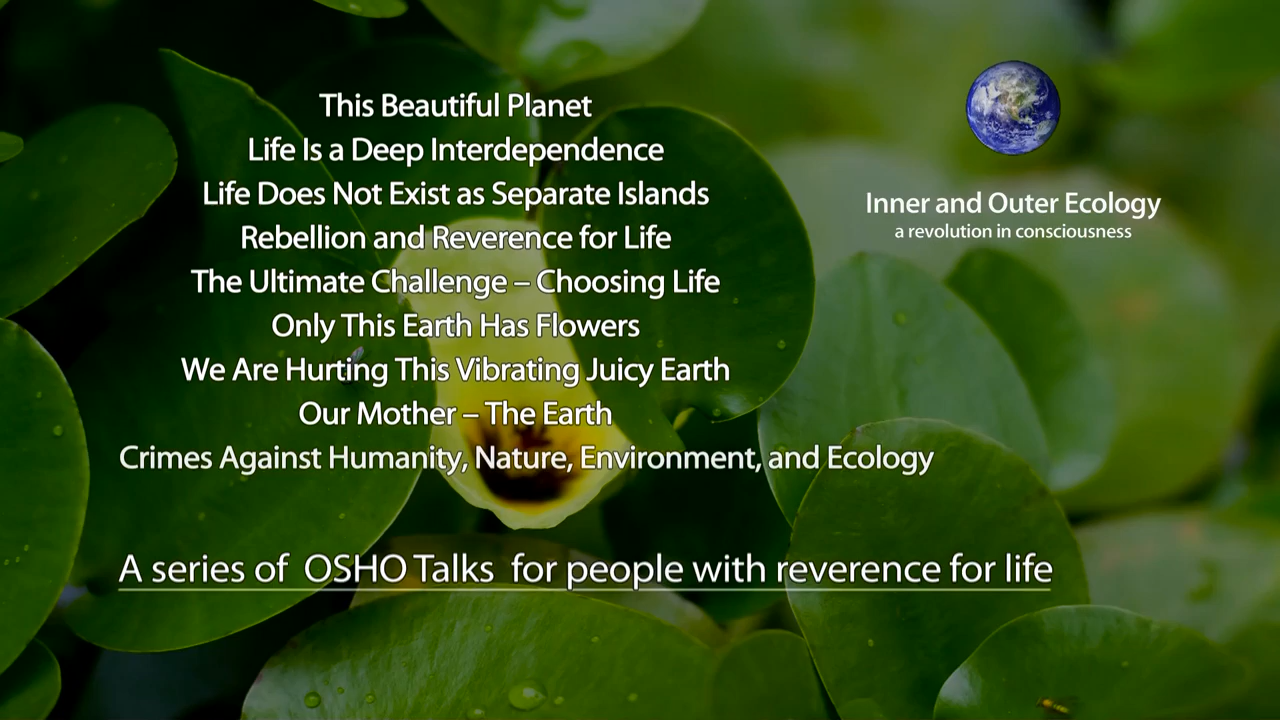 This Beautiful Planet
Life Is a Deep Interdependence
Life Does Not Exist as Separate Islands
Rebellion and Reverence for Life
The Ultimate Challenge – Choosing Life
Only This Earth Has Flowers
We Are Hurting This Vibrating Juicy Earth
Our Mother – The Earth
Crimes Against Humanity, Nature, Environment, and Ecology
A series of OSHO Talks for people with reverence for life
Inner and Outer Ecology
a revolution in consciousness